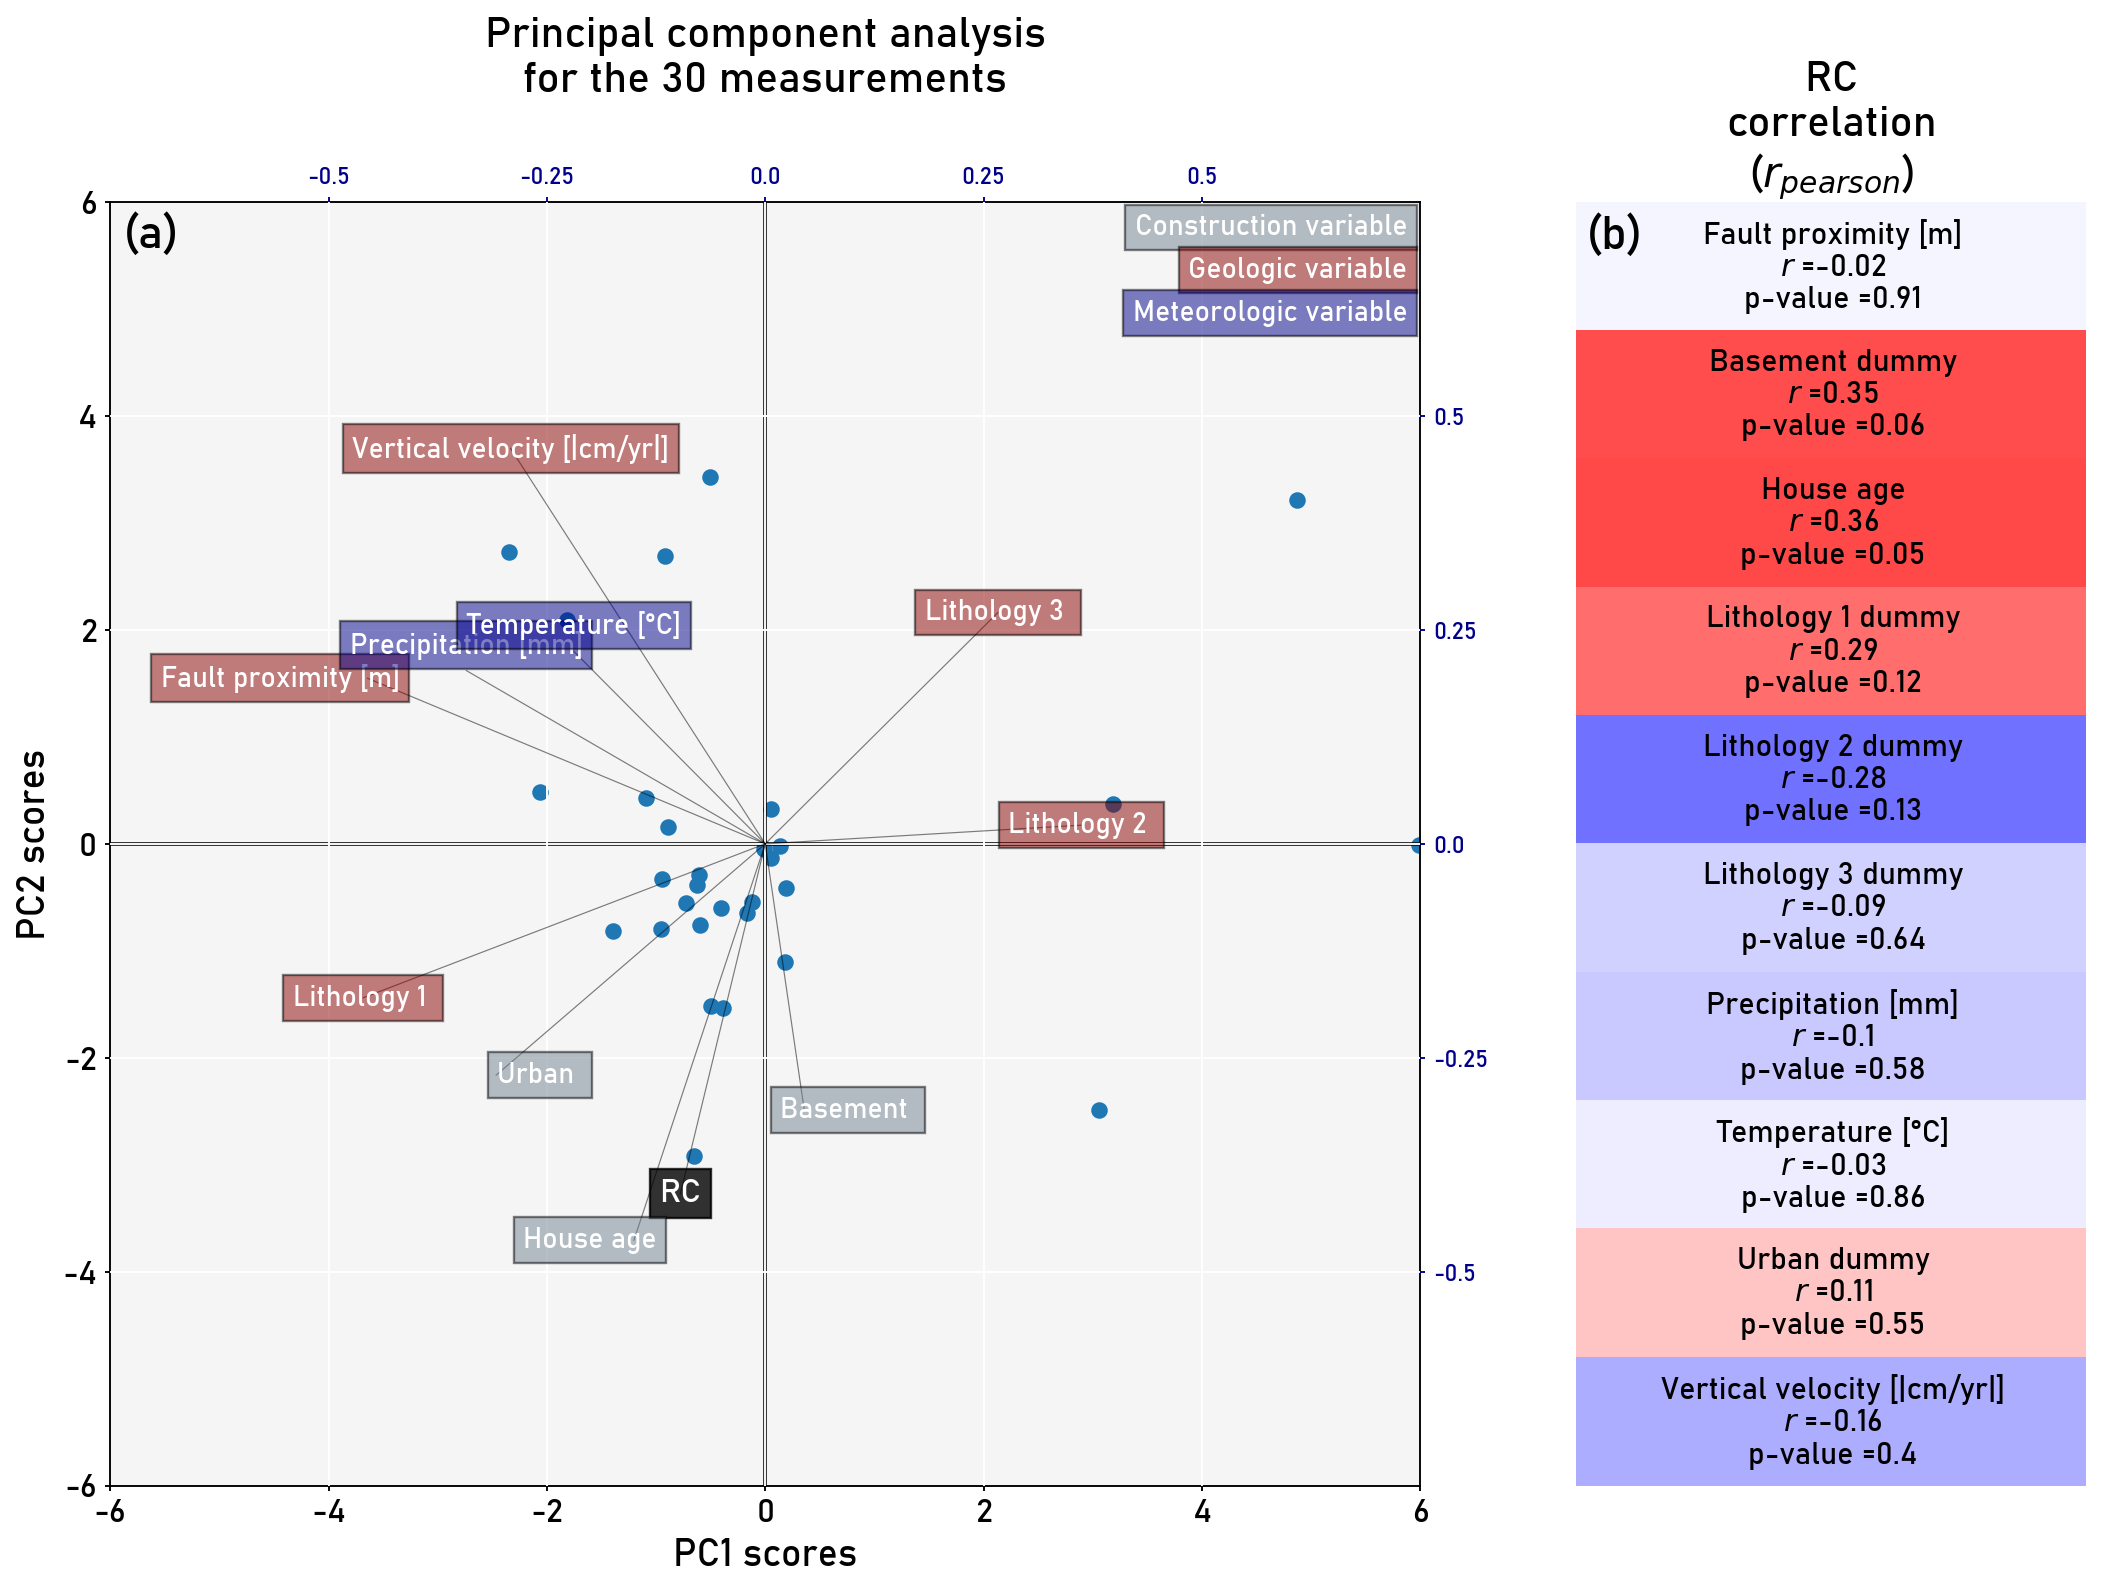 Principal component analysis
for the 30 measurements
RC
correlation
(r_pearson)
-0.5
-0.25
0.0
0.25
0.5
6
4
2
0
-2
-4
-6
(a)
Construction variable
Geologic variable
Meteorologic variable
Vertical velocity [|cm/yr|]
Lithology 3
Temperature [°C]
Precipitation [mm]
Fault proximity [m]
Lithology 2
Lithology 1
Urban
Basement
RC
House age
0.5
0.25
0.0
-0.25
-0.5
-6
-4
-2
0
2
4
6
PC1 scores
PC2 scores
(b)
Fault proximity [m]
r =-0.02
p-value =0.91
Basement dummy
r =0.35
p-value =0.06
House age
r =0.36
p-value =0.05
Lithology 1 dummy
r =0.29
p-value =0.12
Lithology 2 dummy
r =-0.28
p-value =0.13
Lithology 3 dummy
r =-0.09
p-value =0.64
Precipitation [mm]
r =-0.1
p-value =0.58
Temperature [°C]
r =-0.03
p-value =0.86
Urban dummy
r =0.11
p-value =0.55
Vertical velocity [|cm/yr|]
r =-0.16
p-value =0.4